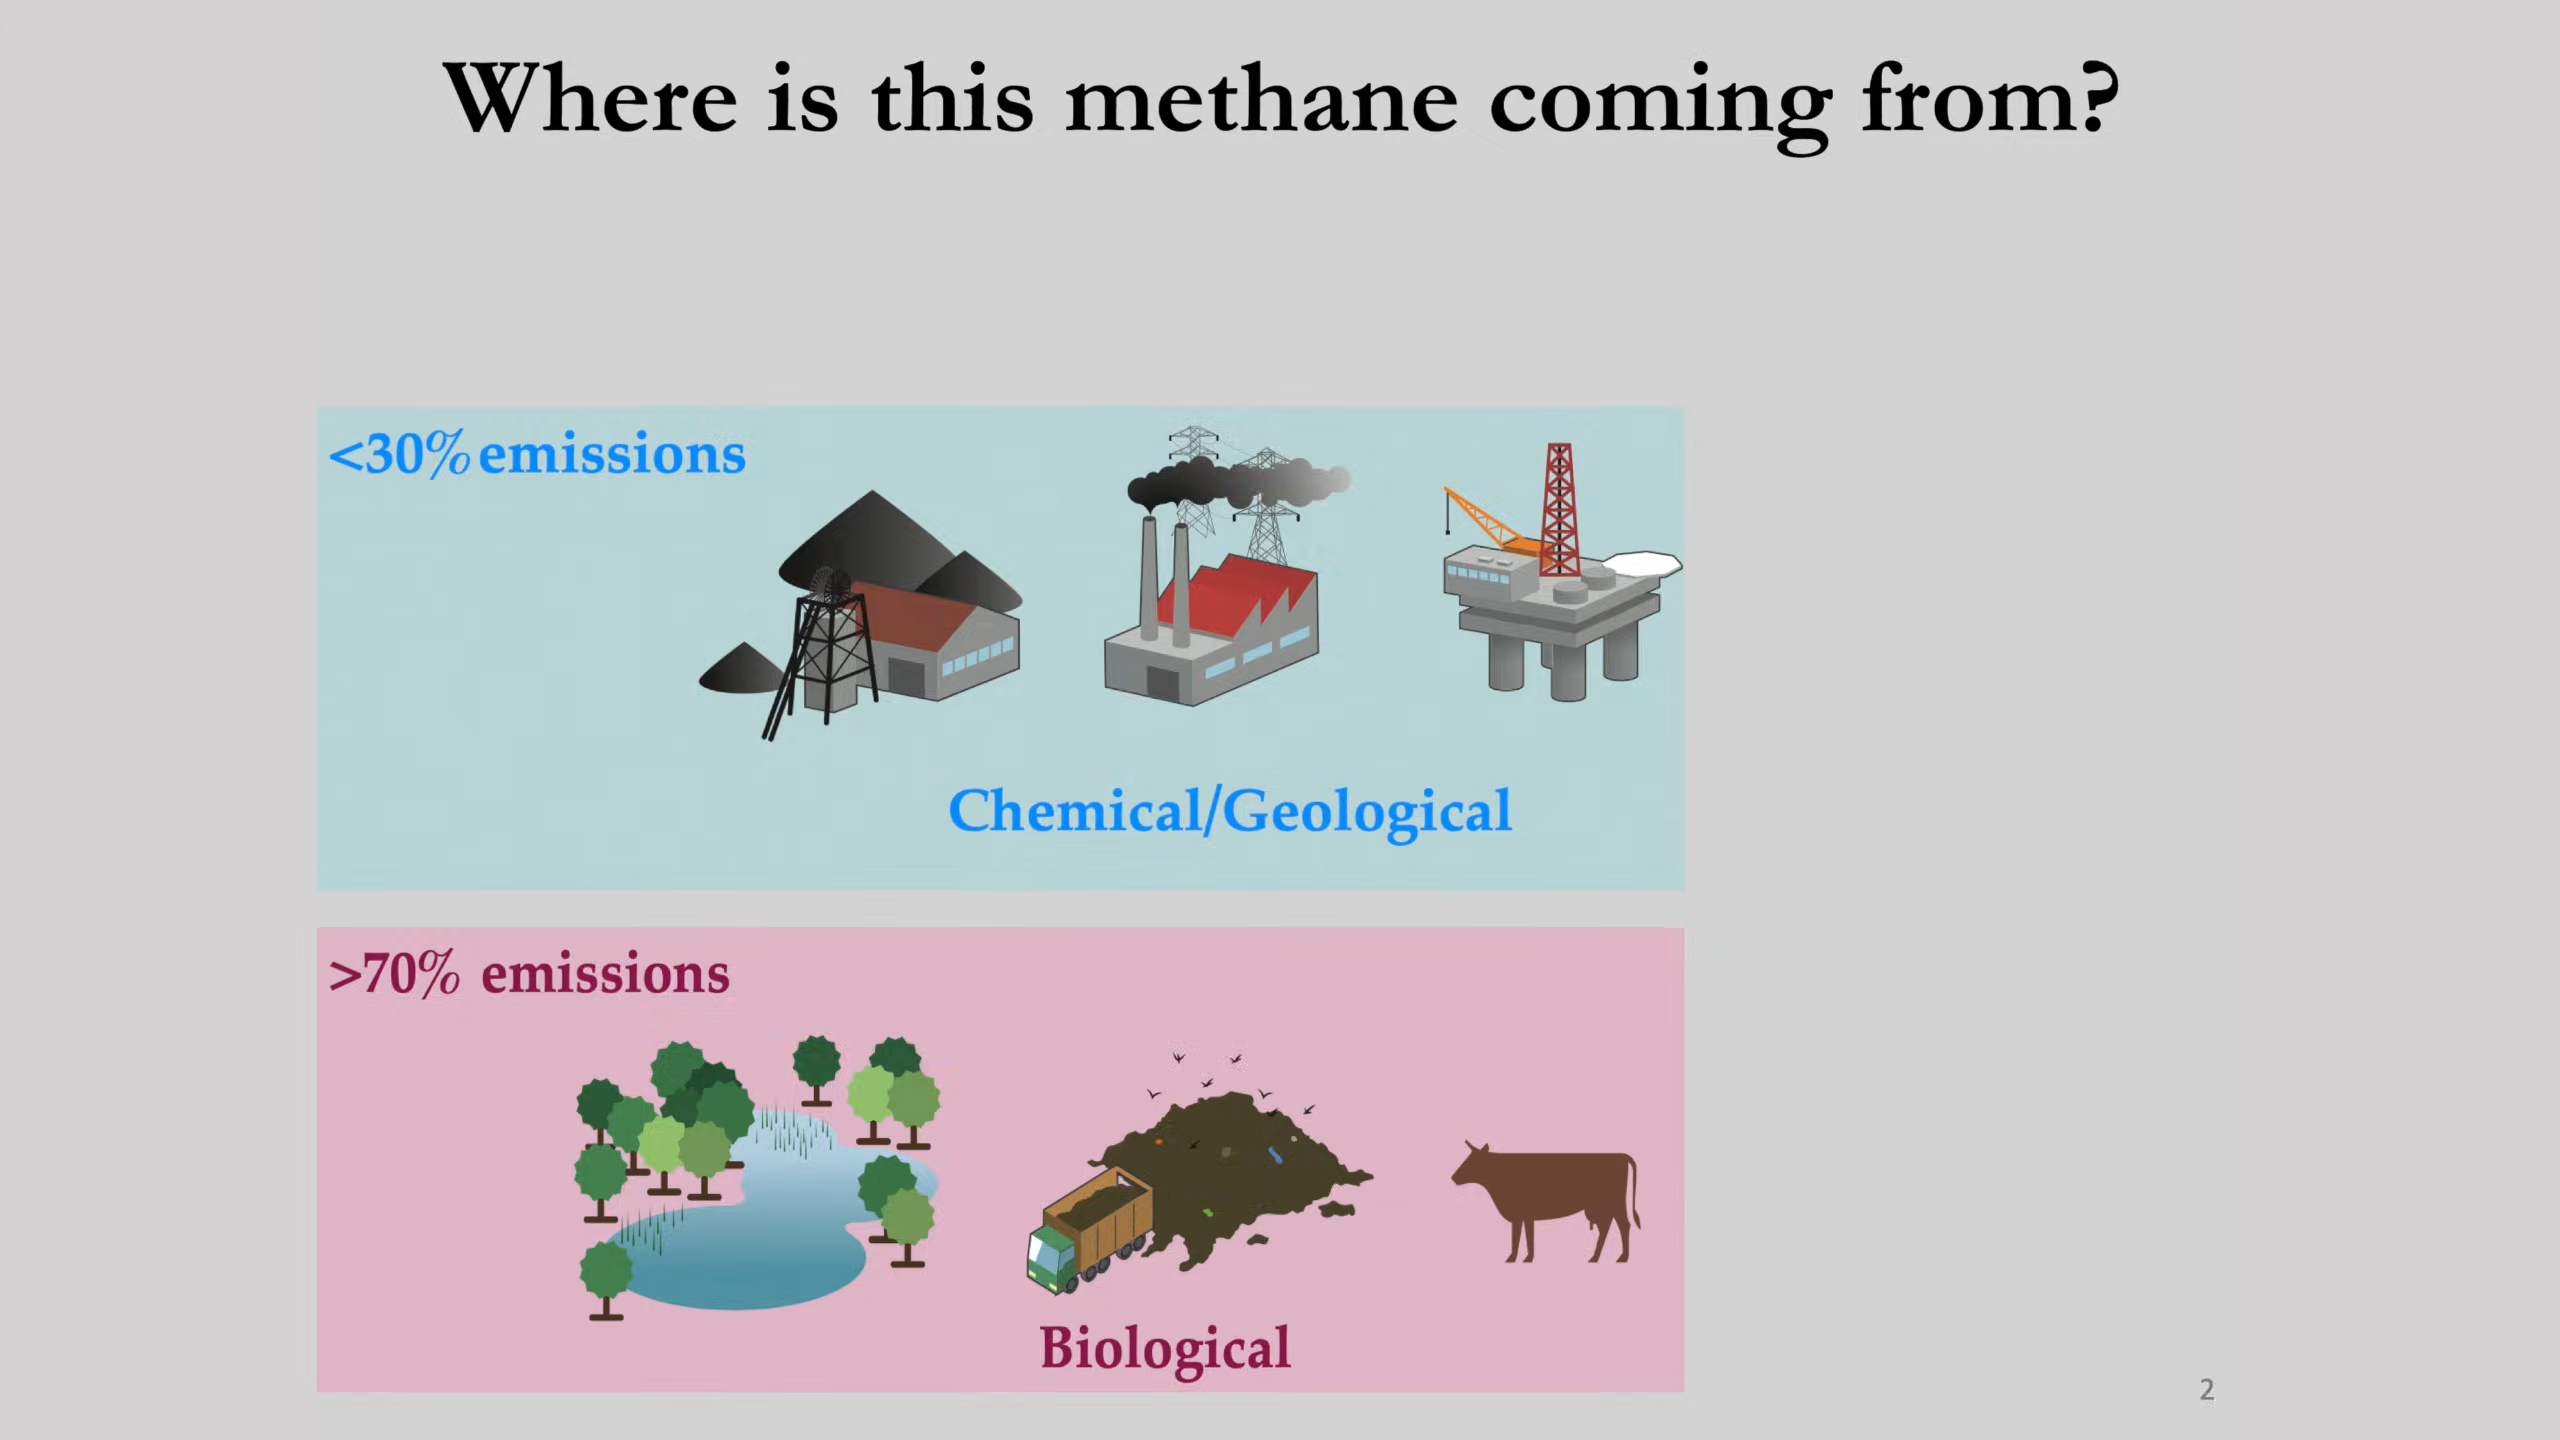 Where is this methane coming from?
<30% emissions
Chemical/Geological
>70% emissions
Biological
2